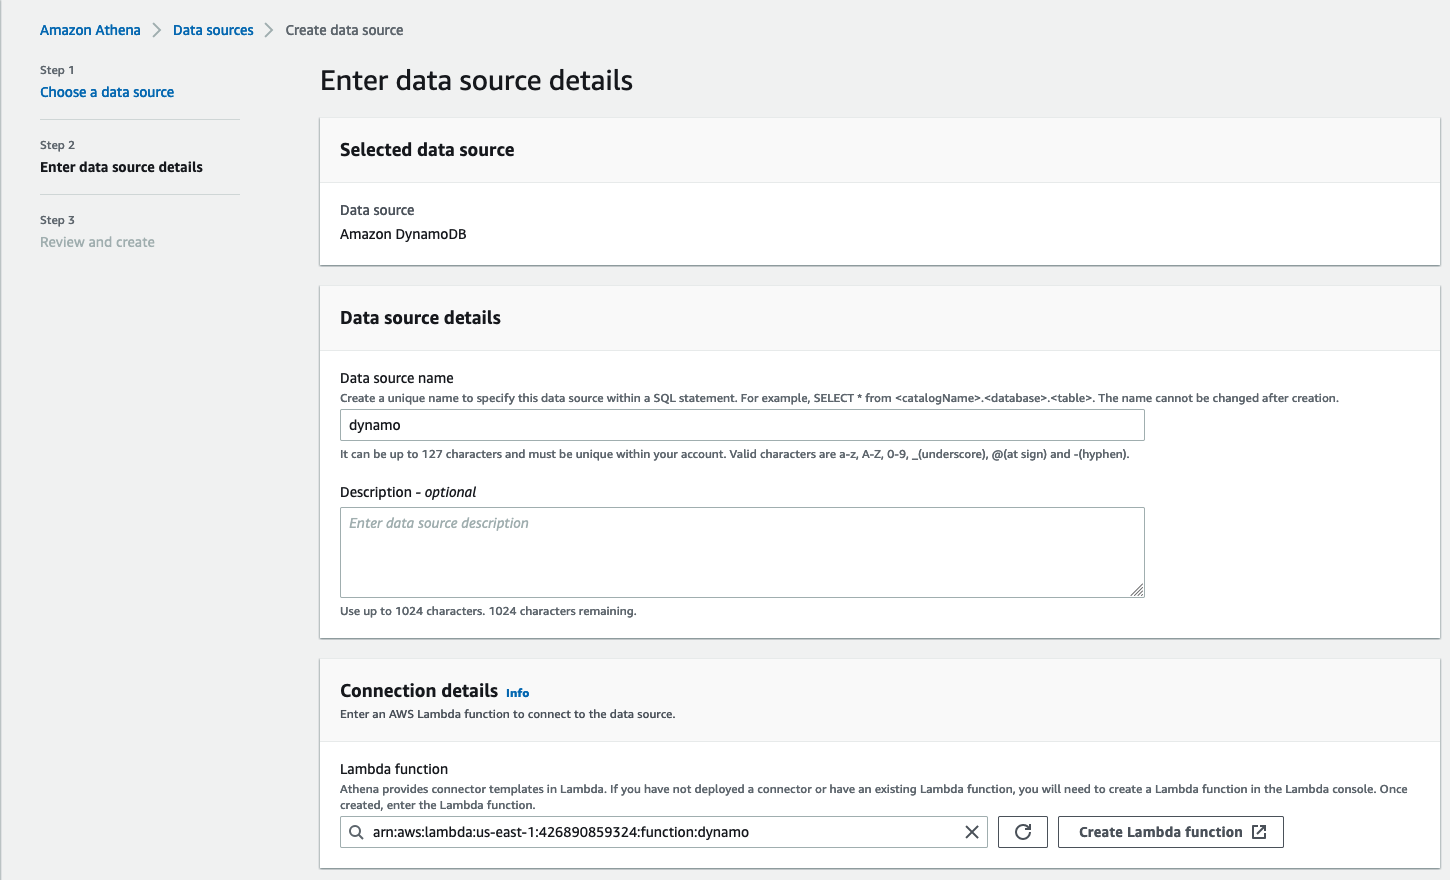 Amazon Athena > Data sources > Create data source
Step 1
Choose a data source
Step 2
Enter data source details
Step 3
Review and create
Enter data source details
Selected data source
Data source
Amazon DynamoDB
Data source details
Data source name
Create a unique name to specify this data source within a SQL statement. For example, SELECT * from <catalogName>.<database>.<table>. The name cannot be changed after creation.
dynamo
It can be up to 127 characters and must be unique within your account. Valid characters are a-z, A-Z, 0-9, _(underscore), @(at sign) and -(hyphen).
Description - optional
Enter data source description
Use up to 1024 characters. 1024 characters remaining.
Connection details Info
Enter an AWS Lambda function to connect to the data source.
Lambda function
Athena provides connector templates in Lambda. If you have not deployed a connector or have an existing Lambda function, you will need to create a Lambda function in the Lambda console. Once
created, enter the Lambda function.
arn:aws:lambda:us-east-1:426890859324:function:dynamo
Create Lambda function